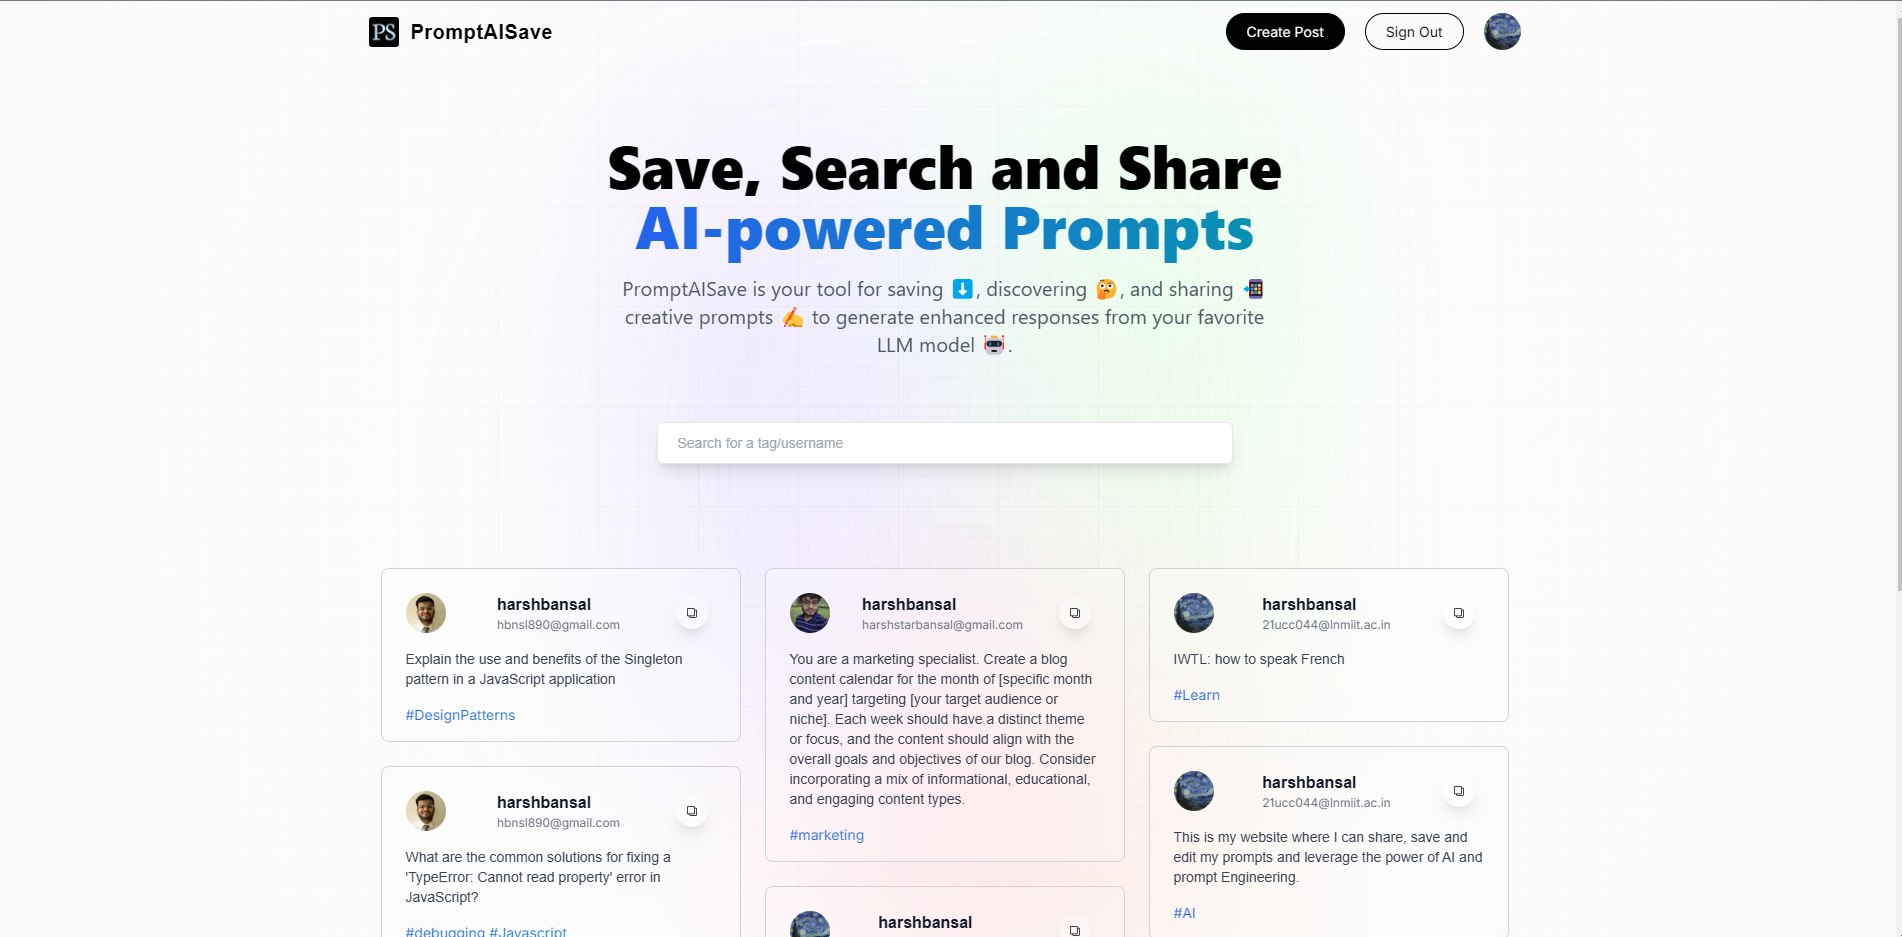 PS PromptAISave
Create Post
Sign Out
Save, Search and Share
AI-powered Prompts
PromptAISave is your tool for saving ⬇️, discovering 🤔, and sharing 📲
creative prompts ✍️ to generate enhanced responses from your favorite
LLM model 🤖.
Search for a tag/username
harshbansal
hbnsl890@gmail.com
Explain the use and benefits of the Singleton
pattern in a JavaScript application
#DesignPatterns
harshbansal
hbnsl890@gmail.com
What are the common solutions for fixing a
'TypeError: Cannot read property' error in
JavaScript?
#debugging #Javascript
harshbansal
harshstarbansal@gmail.com
You are a marketing specialist. Create a blog
content calendar for the month of [specific month
and year] targeting [your target audience or
niche]. Each week should have a distinct theme
or focus, and the content should align with the
overall goals and objectives of our blog. Consider
incorporating a mix of informational, educational,
and engaging content types.
#marketing
harshbansal
harshbansal
21ucc044@lnmiit.ac.in
IWTL: how to speak French
#Learn
harshbansal
21ucc044@lnmiit.ac.in
This is my website where I can share, save and
edit my prompts and leverage the power of AI and
prompt Engineering.
#AI